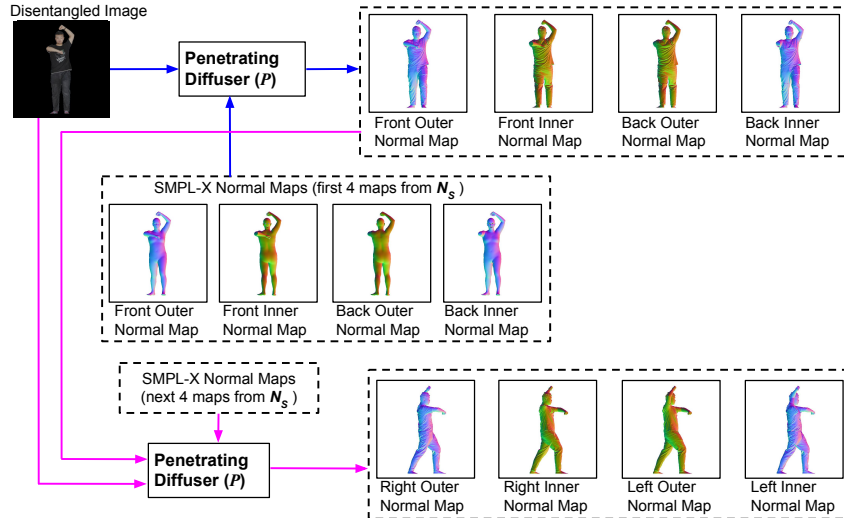 Disentangled Image
Penetrating
Diffuser (P)
Front Outer
Normal Map
Front Inner
Normal Map
Back Outer
Normal Map
Back Inner
Normal Map
SMPL-X Normal Maps (first 4 maps from N_S )
Front Outer
Normal Map
Front Inner
Normal Map
Back Outer
Normal Map
Back Inner
Normal Map
SMPL-X Normal Maps
(next 4 maps from N_S )
Penetrating
Diffuser (P)
Right Outer
Normal Map
Right Inner
Normal Map
Left Outer
Normal Map
Left Inner
Normal Map